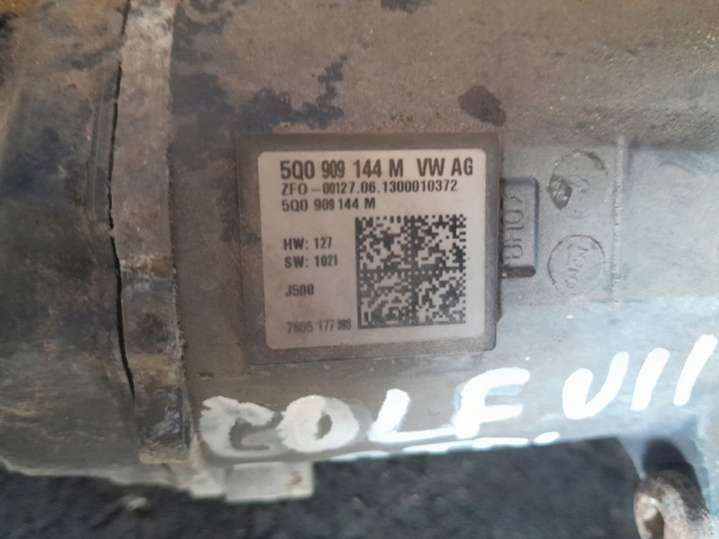 5Q0 909 144 M VW AG
ZFO-00127.06.1300010372
5Q0 909 144 M
HW: 127
SW: 1021
J500
7805 177
GOLF VII